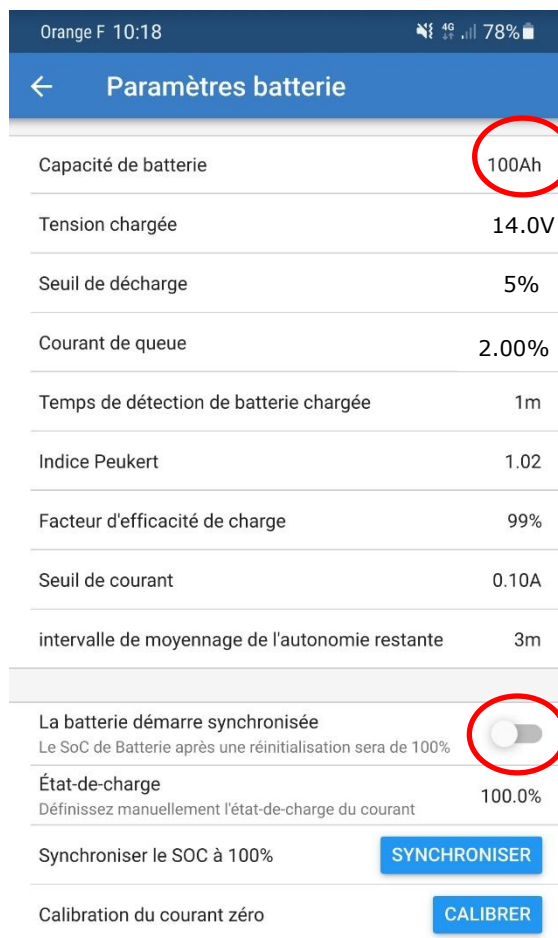 Orange F 10:18 4G 78%
Paramètres batterie
Capacité de batterie 100Ah
Tension chargée 14.0V
Seuil de décharge 5%
Courant de queue 2.00%
Temps de détection de batterie chargée 1m
Indice Peukert 1.02
Facteur d'efficacité de charge 99%
Seuil de courant 0.10A
intervalle de moyennage de l'autonomie restante 3m
La batterie démarre synchronisée
Le SoC de Batterie après une réinitialisation sera de 100%
État-de-charge 100.0%
Définissez manuellement l'état-de-charge du courant
Synchroniser le SOC à 100% SYNCHRONISER
Calibration du courant zéro CALIBRER